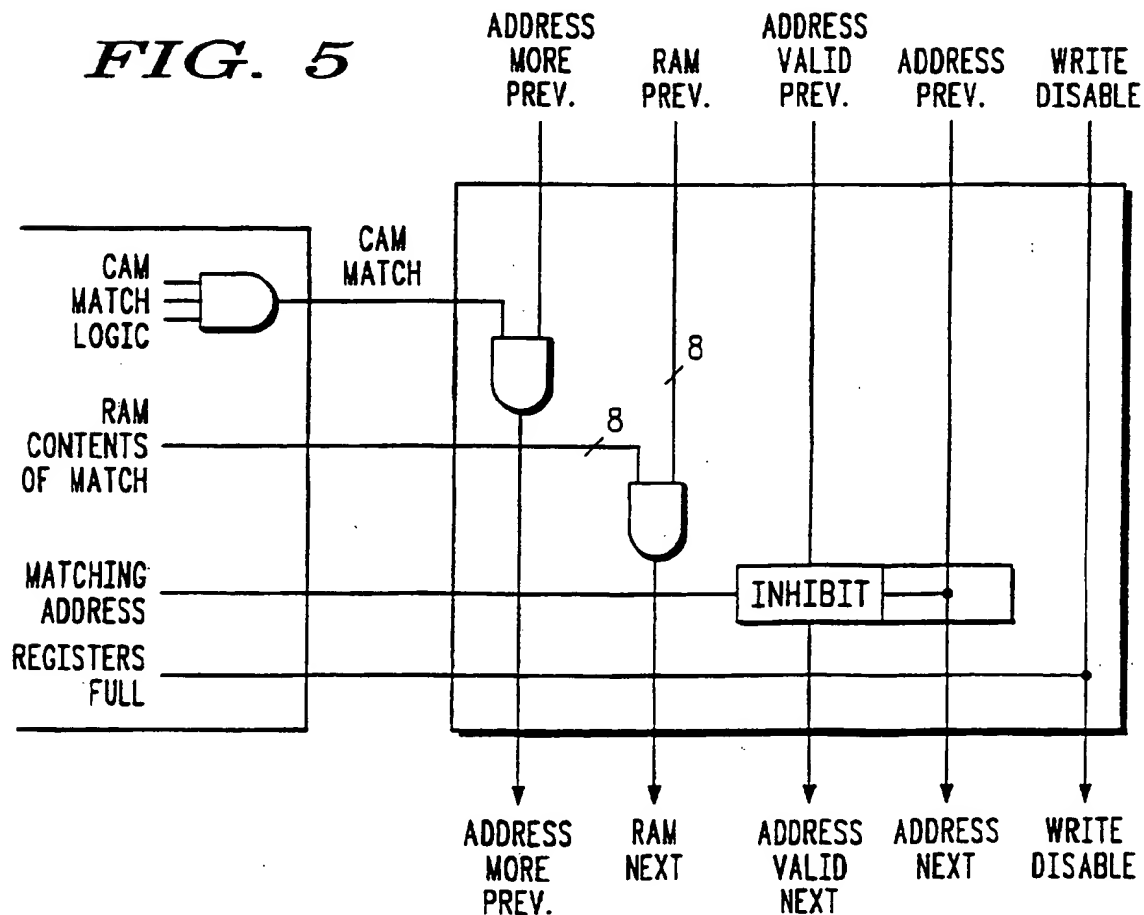 FIG. 5
ADDRESS
MORE
PREV.
RAM
PREV.
ADDRESS
VALID
PREV.
ADDRESS
PREV.
WRITE
DISABLE
CAM
MATCH
LOGIC
CAM
MATCH
8
RAM
CONTENTS
OF MATCH
8
MATCHING
ADDRESS
INHIBIT
REGISTERS
FULL
ADDRESS
MORE
PREV.
RAM
NEXT
ADDRESS
VALID
NEXT
ADDRESS
NEXT
WRITE
DISABLE